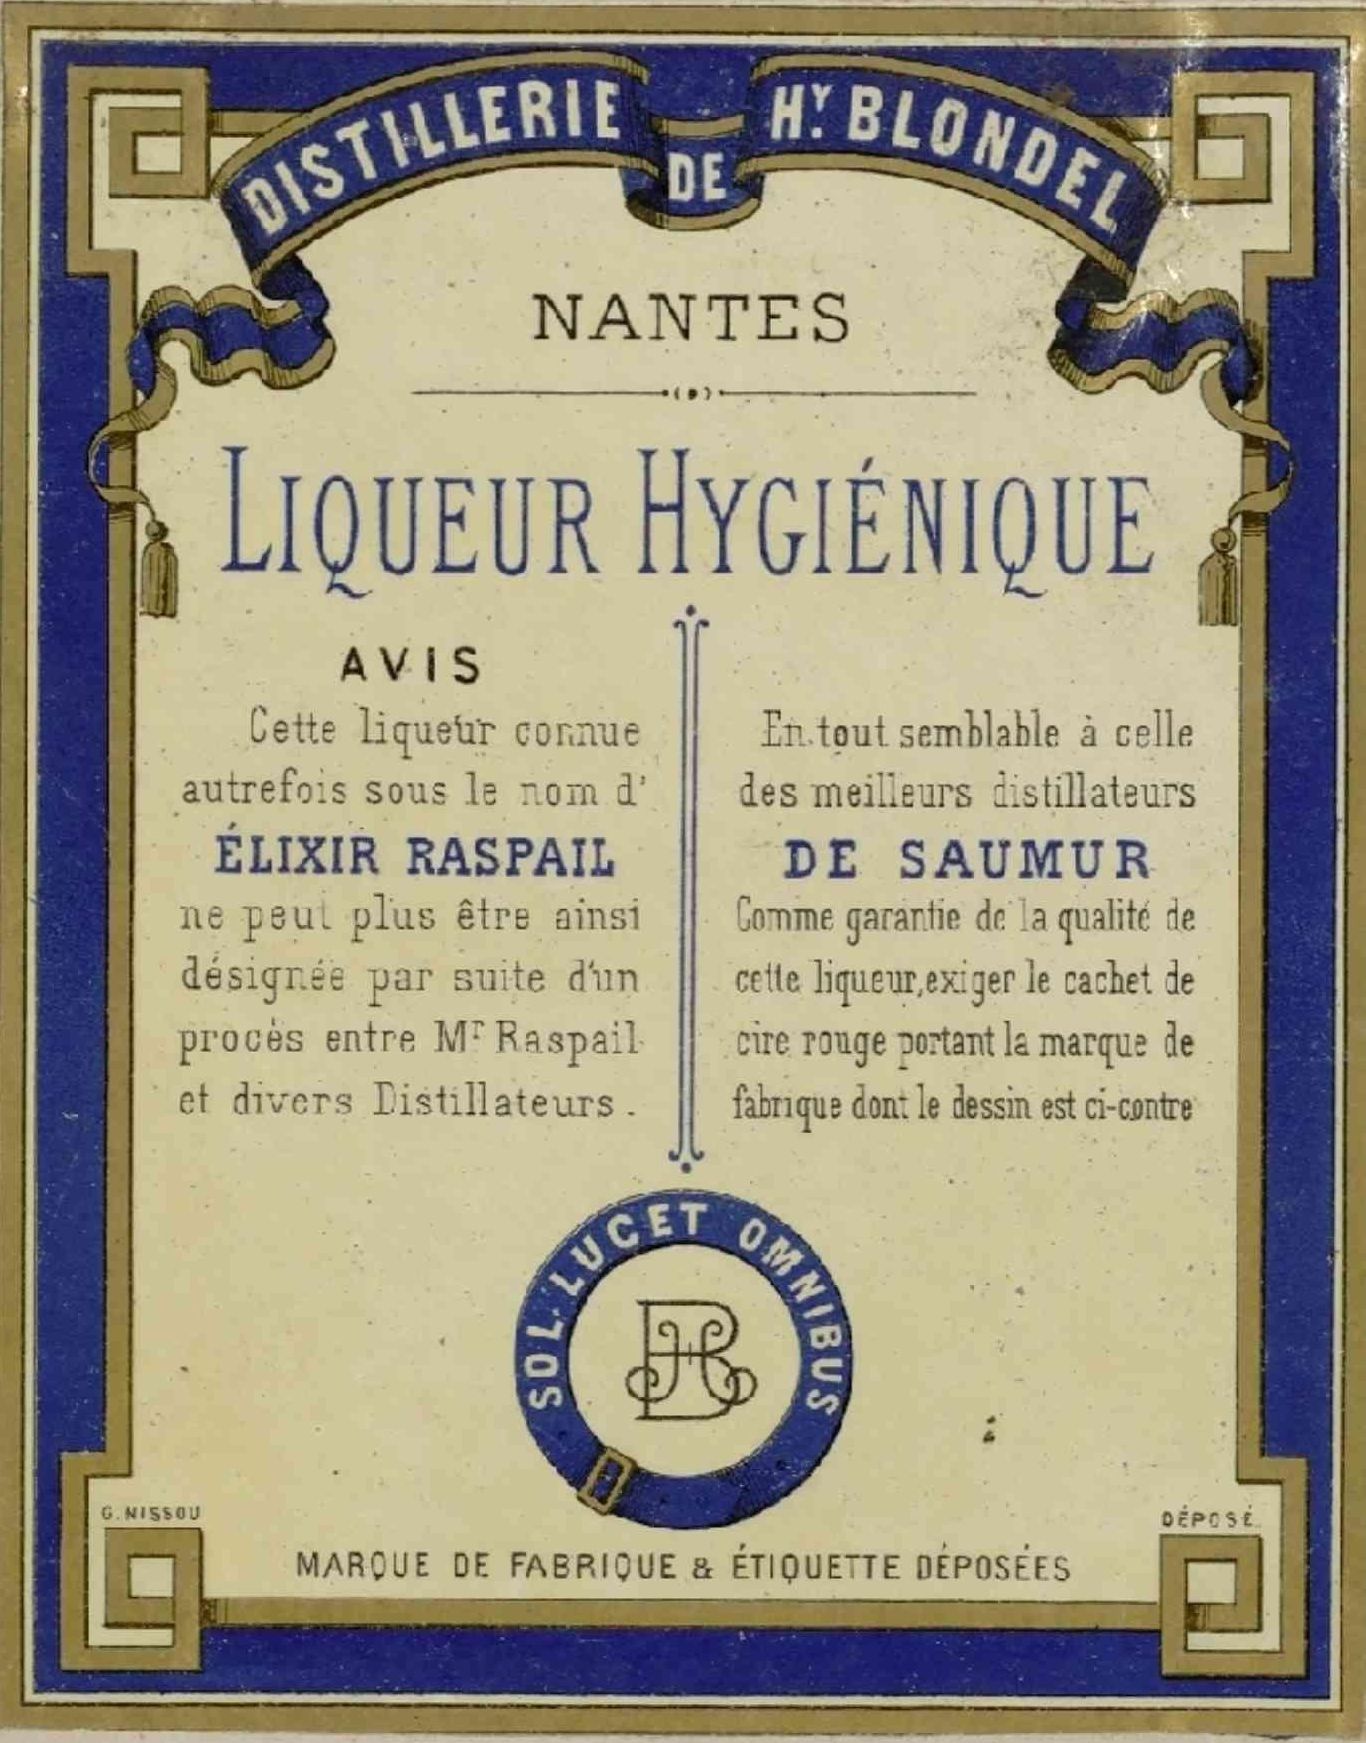 DISTILLERIE DE HY. BLONDEL
NANTES
LIQUEUR HYGIÉNIQUE
AVIS
Cette liqueur connue
autrefois sous le nom d'
ÉLIXIR RASPAIL
ne peut plus être ainsi
désignée par suite d'un
procès entre Mr Raspail
et divers Distillateurs.
En tout semblable à celle
des meilleurs distillateurs
DE SAUMUR
Comme garantie de la qualité de
cette liqueur, exiger le cachet de
cire rouge portant la marque de
fabrique dont le dessin est ci-contre
SOL LUCET OMNIBUS
HB
G. NISSOU
DÉPOSÉ
MARQUE DE FABRIQUE & ÉTIQUETTE DÉPOSÉES